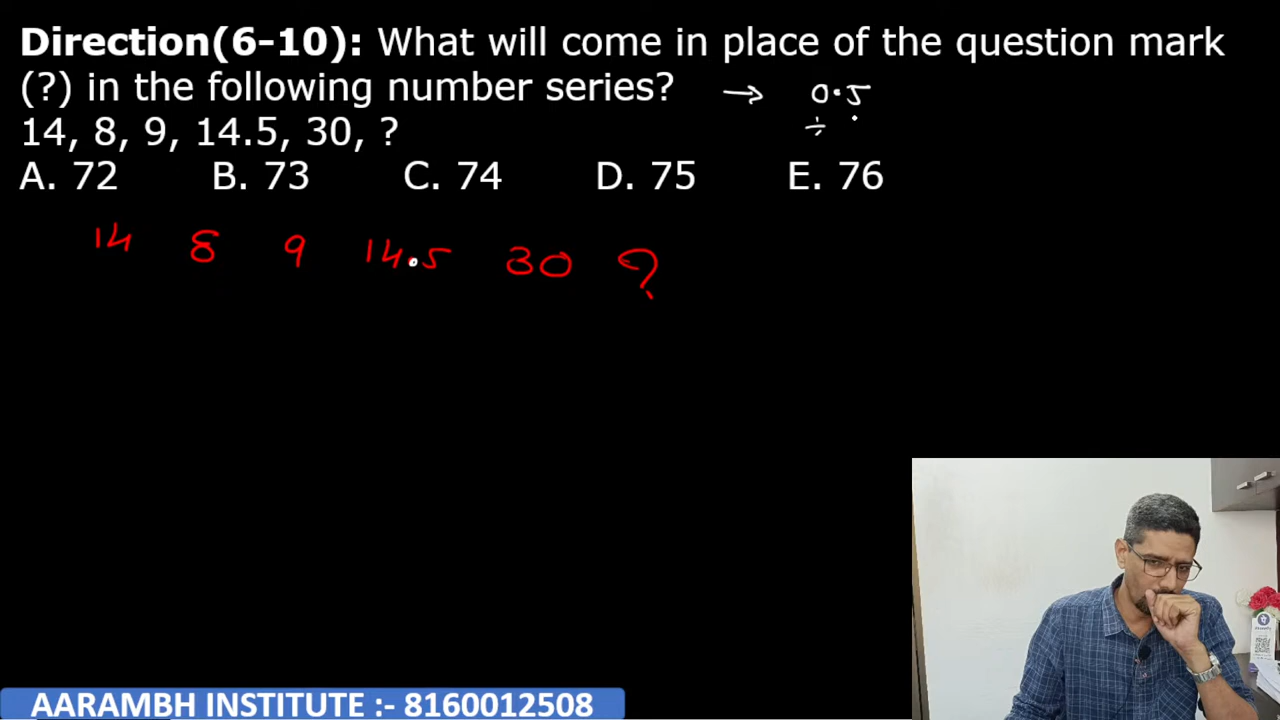 Direction(6-10): What will come in place of the question mark
(?) in the following number series?
→ 0.5
÷
14, 8, 9, 14.5, 30, ?
A. 72 B. 73 C. 74 D. 75 E. 76
14 8 9 14.5 30 ?
AARAMBH INSTITUTE :- 8160012508